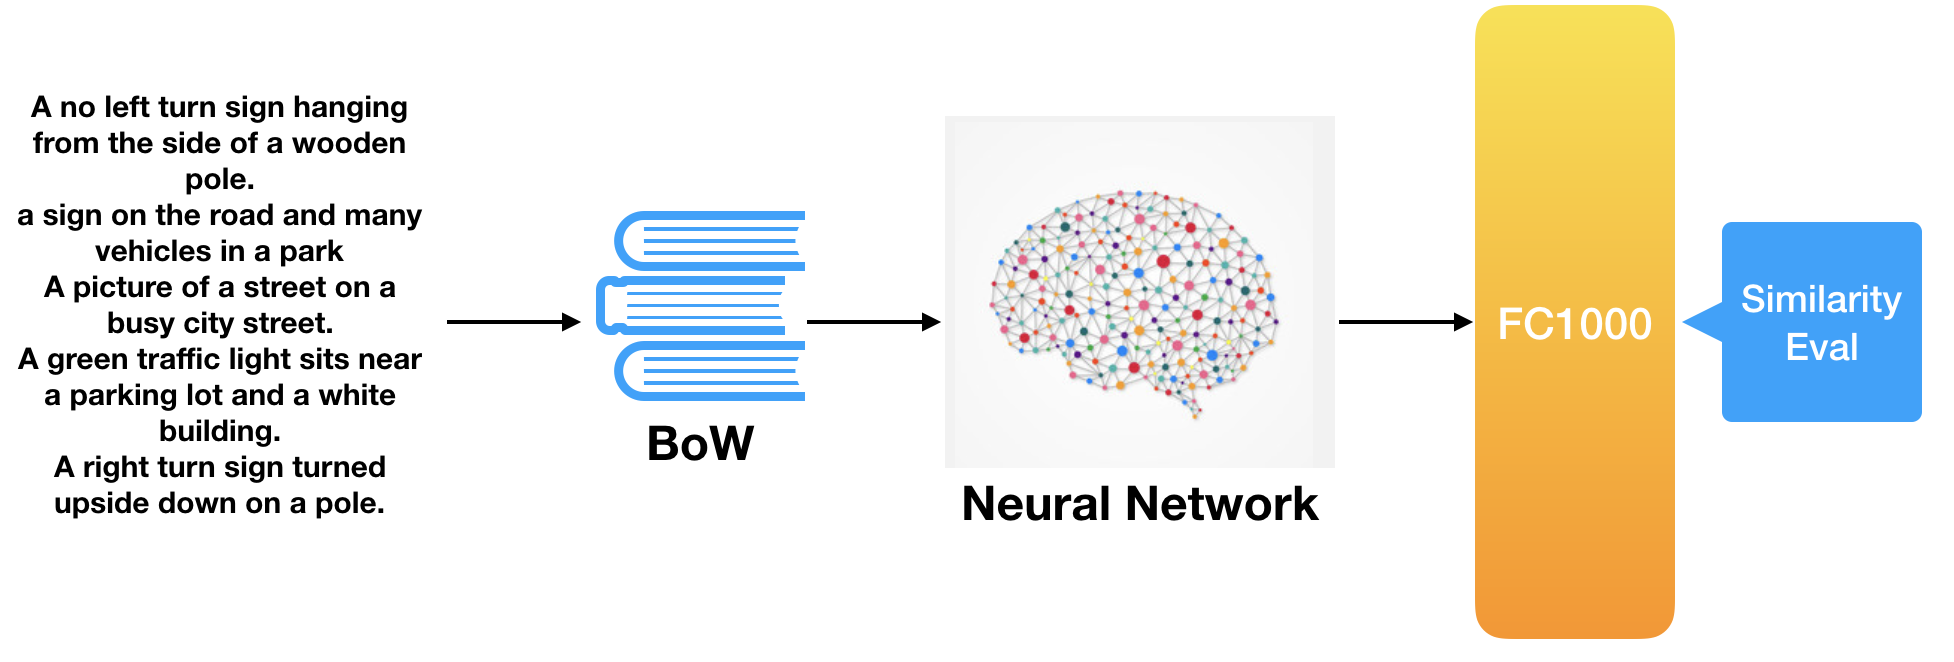 A no left turn sign hanging
from the side of a wooden
pole.
a sign on the road and many
vehicles in a park
A picture of a street on a
busy city street.
A green traffic light sits near
a parking lot and a white
building.
A right turn sign turned
upside down on a pole.
BoW
Neural Network
FC1000
Similarity
Eval